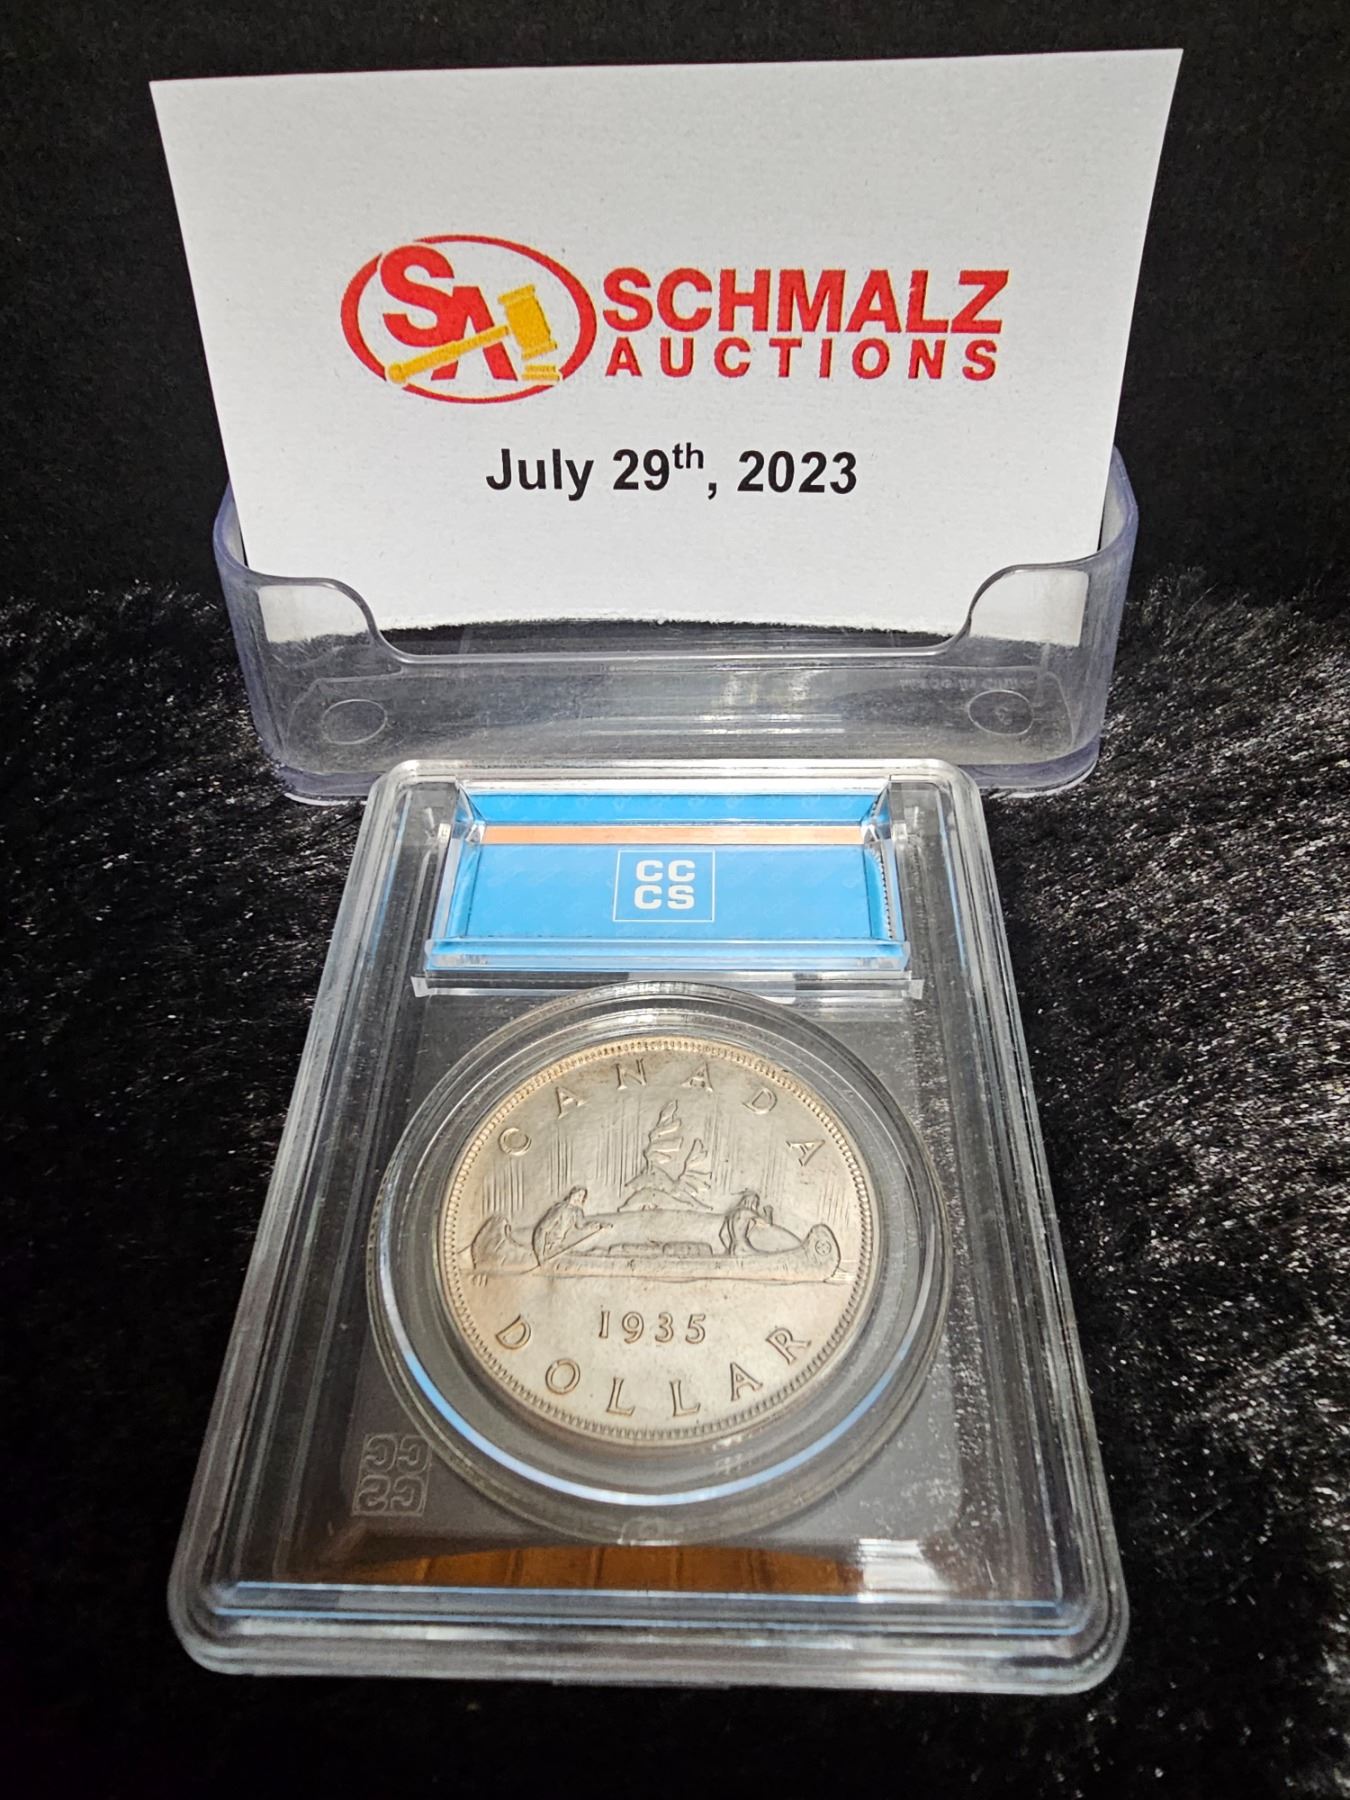 SA SCHMALZ
AUCTIONS
July 29th, 2023
CC
CS
CANADA
1935
DOLLAR